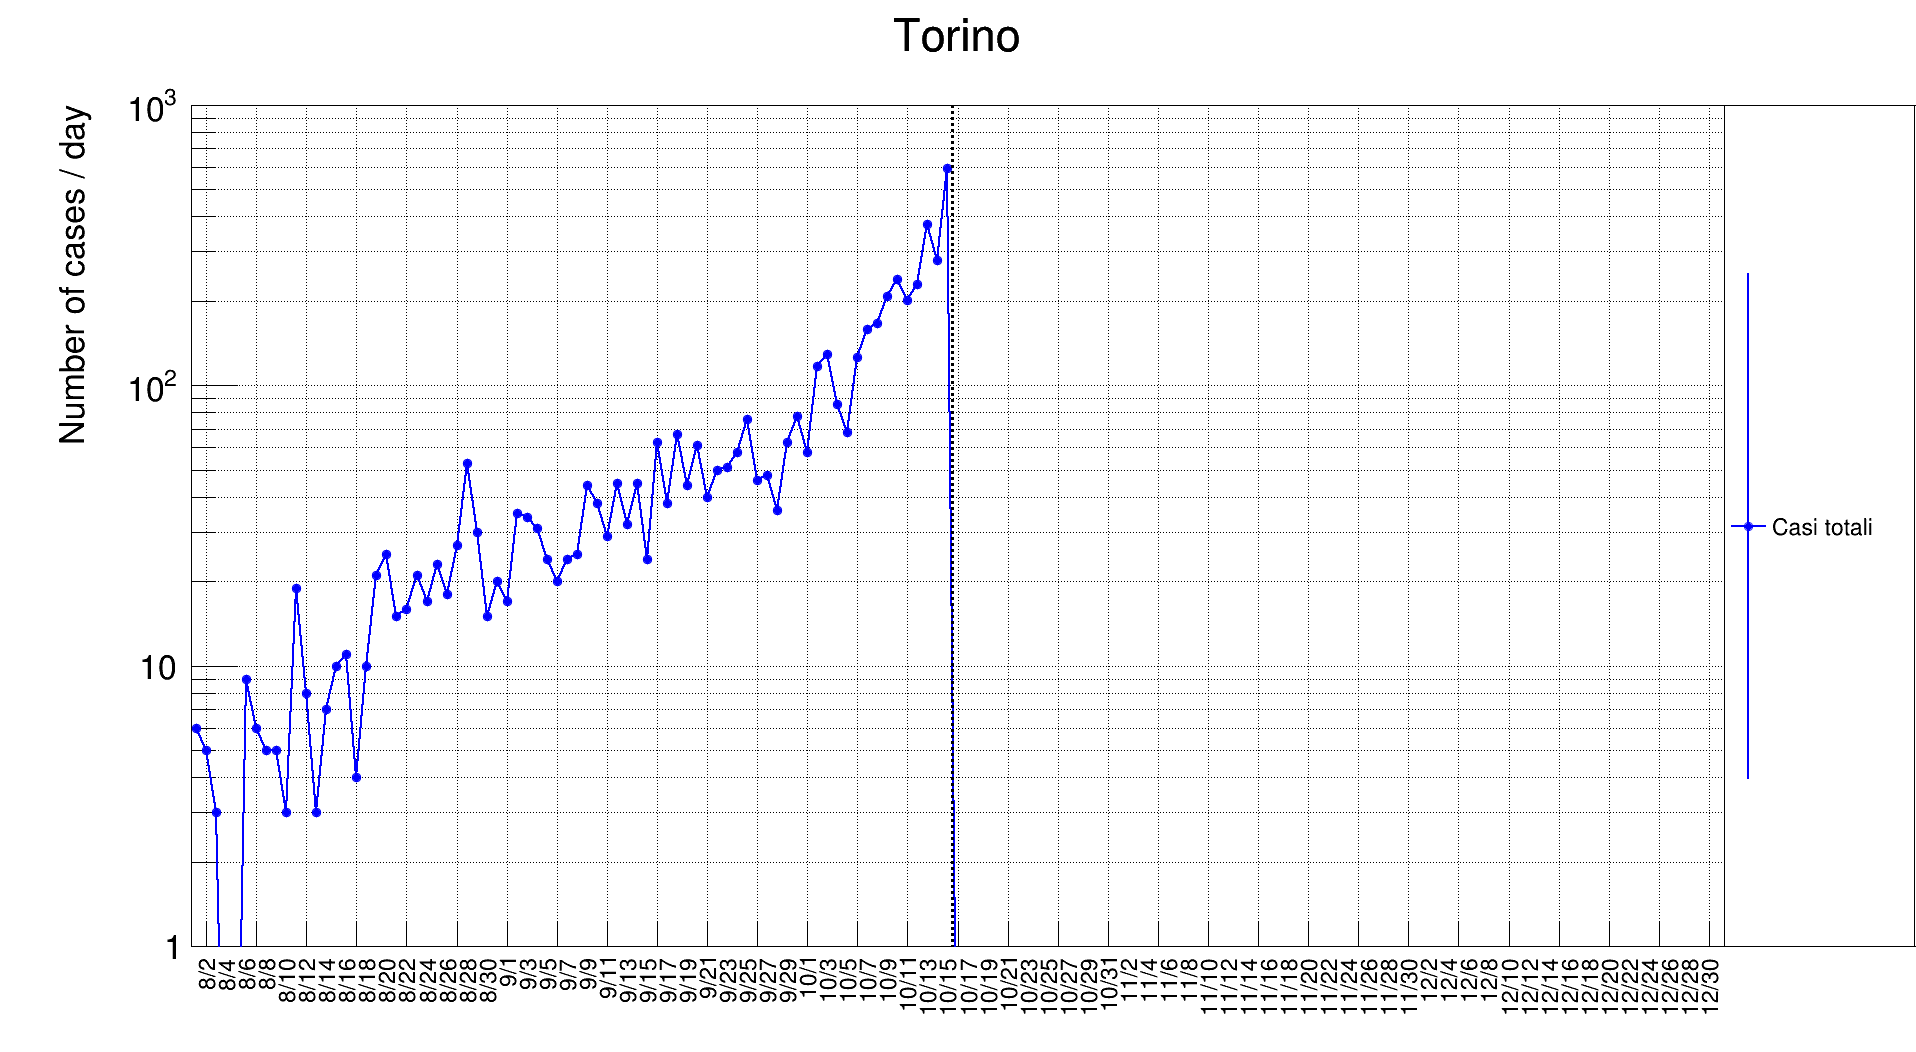 Torino
Number of cases / day
10³
10²
10
1
8/2 8/4 8/6 8/8 8/10 8/12 8/14 8/16 8/18 8/20 8/22 8/24 8/26 8/28 8/30 9/1 9/3 9/5 9/7 9/9 9/11 9/13 9/15 9/17 9/19 9/21 9/23 9/25 9/27 9/29 10/1 10/3 10/5 10/7 10/9 10/11 10/13 10/15 10/17 10/19 10/21 10/23 10/25 10/27 10/29 10/31 11/2 11/4 11/6 11/8 11/10 11/12 11/14 11/16 11/18 11/20 11/22 11/24 11/26 11/28 11/30 12/2 12/4 12/6 12/8 12/10 12/12 12/14 12/16 12/18 12/20 12/22 12/24 12/26 12/28 12/30
Casi totali